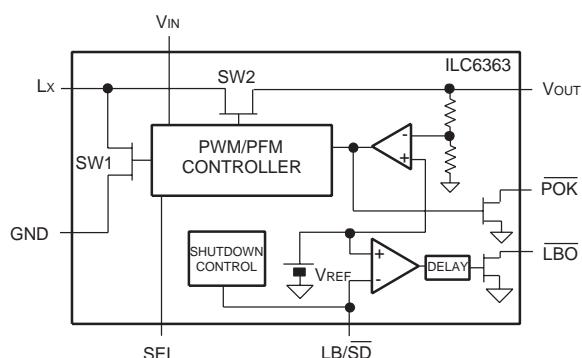 VIN
ILC6363
LX
SW2
VOUT
PWM/PFM
CONTROLLER
-
+
SW1
POK
GND
SHUTDOWN
CONTROL
VREF
+
-
DELAY
LBO
SEL
LB/SD